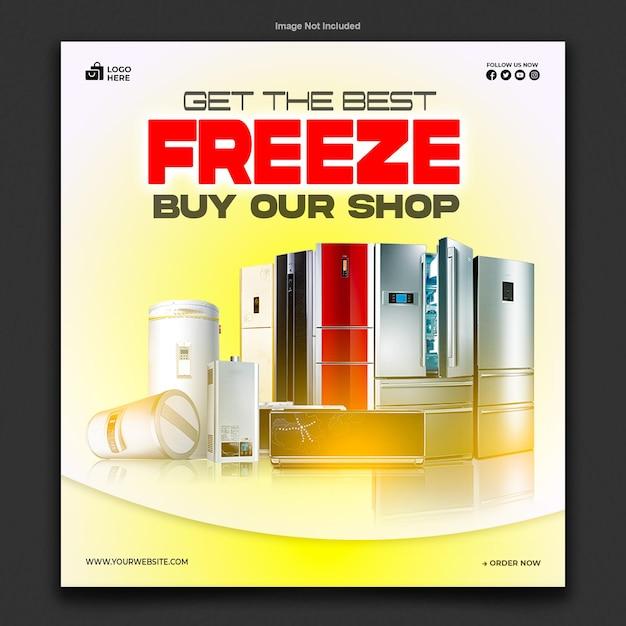 Image Not Included
LOGO
HERE
FOLLOW US NOW
GET THE BEST
FREEZE
BUY OUR SHOP
WWW.YOURWEBSITE.COM
→ ORDER NOW